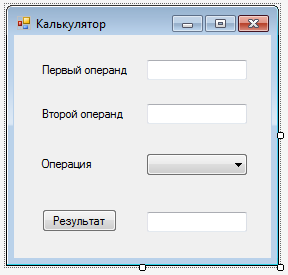 Калькулятор
Первый операнд
Второй операнд
Операция
Результат